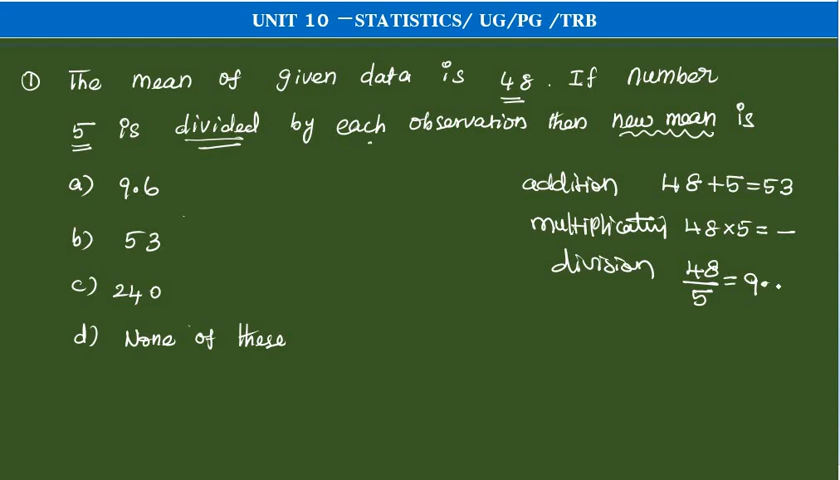 UNIT 10 – STATISTICS/ UG/PG /TRB
① The mean of given data is 48. If number
5 is divided by each observation then new mean is
a) 9.6
b) 53
c) 240
d) None of these
addition 48+5=53
multiplication 48×5= –
division 48/5 = 9..